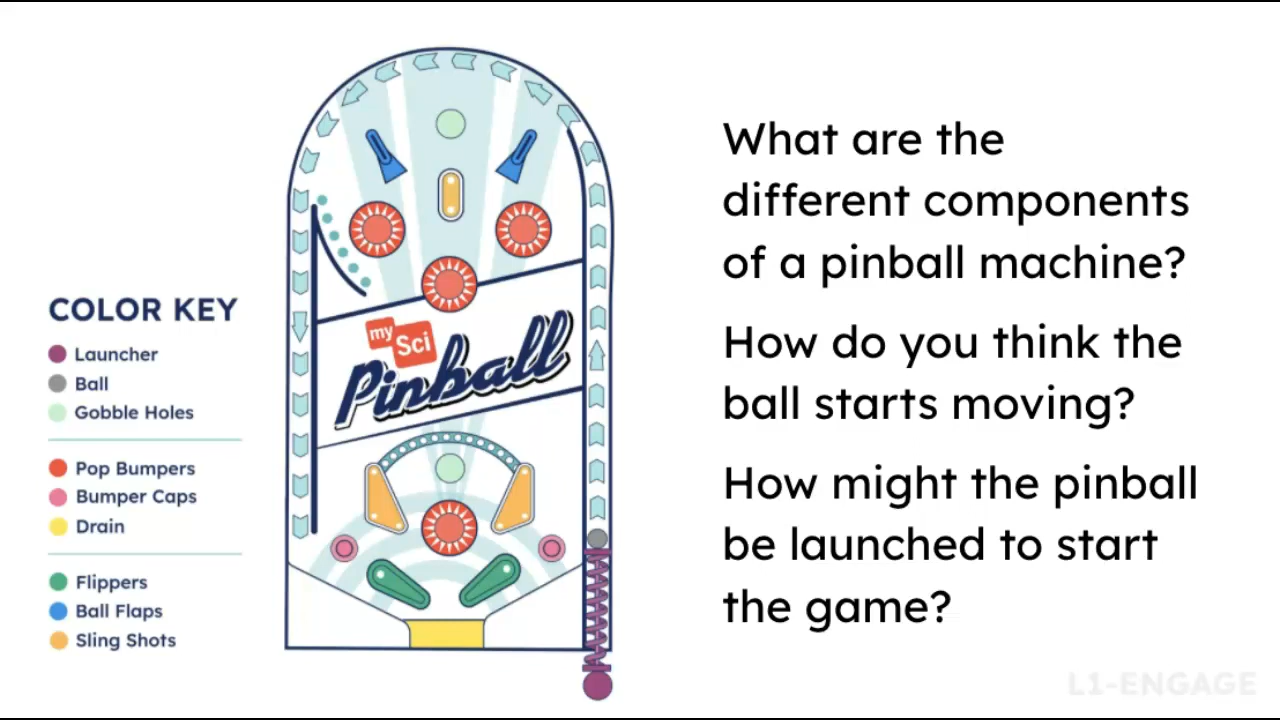 COLOR KEY
Launcher
Ball
Gobble Holes
Pop Bumpers
Bumper Caps
Drain
Flippers
Ball Flaps
Sling Shots
my
Sci
Pinball
What are the
different components
of a pinball machine?
How do you think the
ball starts moving?
How might the pinball
be launched to start
the game?
L1-ENGAGE